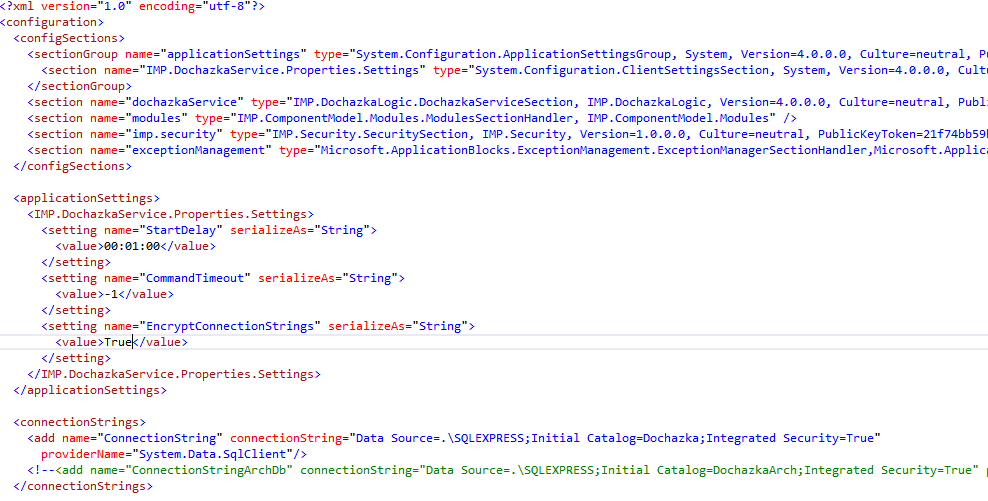 <?xml version="1.0" encoding="utf-8"?>
<configuration>
  <configSections>
    <sectionGroup name="applicationSettings" type="System.Configuration.ApplicationSettingsGroup, System, Version=4.0.0.0, Culture=neutral,
      <section name="IMP.DochazkaService.Properties.Settings" type="System.Configuration.ClientSettingsSection, System, Version=4.0.0.0,
    </sectionGroup>
    <section name="dochazkaService" type="IMP.DochazkaLogic.DochazkaServiceSection, IMP.DochazkaLogic, Version=4.0.0.0, Culture=neutral, Publi
    <section name="modules" type="IMP.ComponentModel.Modules.ModulesSectionHandler, IMP.ComponentModel.Modules" />
    <section name="imp.security" type="IMP.Security.SecuritySection, IMP.Security, Version=1.0.0.0, Culture=neutral, PublicKeyToken=21f74bb59
    <section name="exceptionManagement" type="Microsoft.ApplicationBlocks.ExceptionManagement.ExceptionManagerSectionHandler,Microsoft.Applica
  </configSections>
  <applicationSettings>
    <IMP.DochazkaService.Properties.Settings>
      <setting name="StartDelay" serializeAs="String">
        <value>00:01:00</value>
      </setting>
      <setting name="CommandTimeout" serializeAs="String">
        <value>-1</value>
      </setting>
      <setting name="EncryptConnectionStrings" serializeAs="String">
        <value>True</value>
      </setting>
    </IMP.DochazkaService.Properties.Settings>
  </applicationSettings>
  <connectionStrings>
    <add name="ConnectionString" connectionString="Data Source=.\SQLEXPRESS;Initial Catalog=Dochazka;Integrated Security=True"
      providerName="System.Data.SqlClient"/>
    <!--<add name="ConnectionStringArchDb" connectionString="Data Source=.\SQLEXPRESS;Initial Catalog=DochazkaArch;Integrated Security=True"
  </connectionStrings>